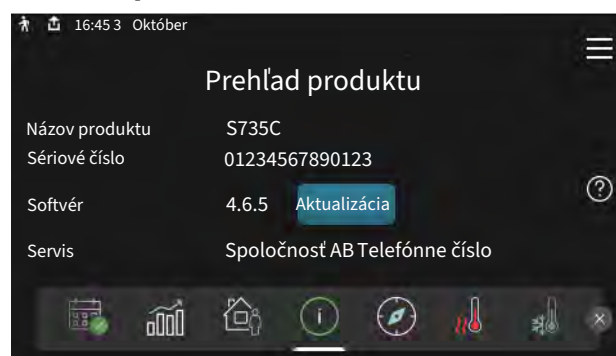 16:45 3 Október
Prehľad produktu
Názov produktu S735C
Sériové číslo 01234567890123
Softvér 4.6.5 Aktualizácia
Servis Spoločnosť AB Telefónne číslo